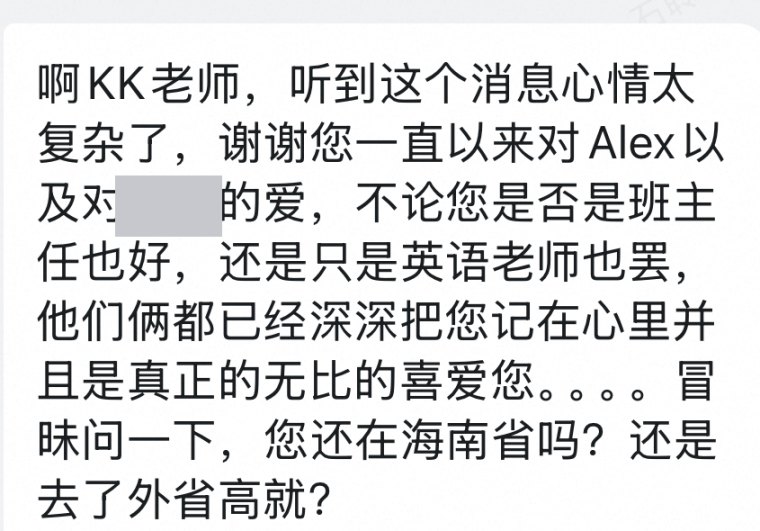 啊KK老师，听到这个消息心情太
复杂了，谢谢您一直以来对Alex以
及对的爱，不论您是否是班主
任也好，还是只是英语老师也罢，
他们俩都已经深深把您记在心里并
且是真正的无比的喜爱您。。。。冒
昧问一下，您还在海南省吗？还是
去了外省高就？